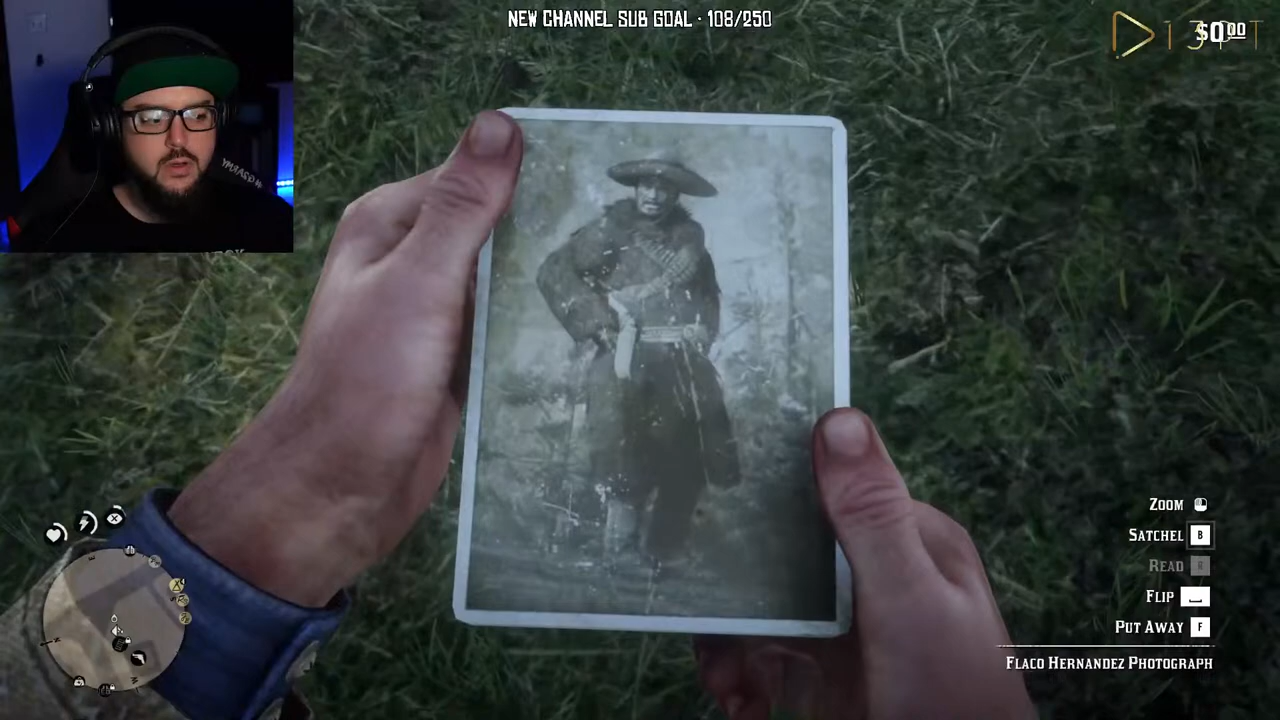 NEW CHANNEL SUB GOAL · 108/250
$0.00
ZOOM
SATCHEL B
READ R
FLIP
PUT AWAY F
FLACO HERNANDEZ PHOTOGRAPH